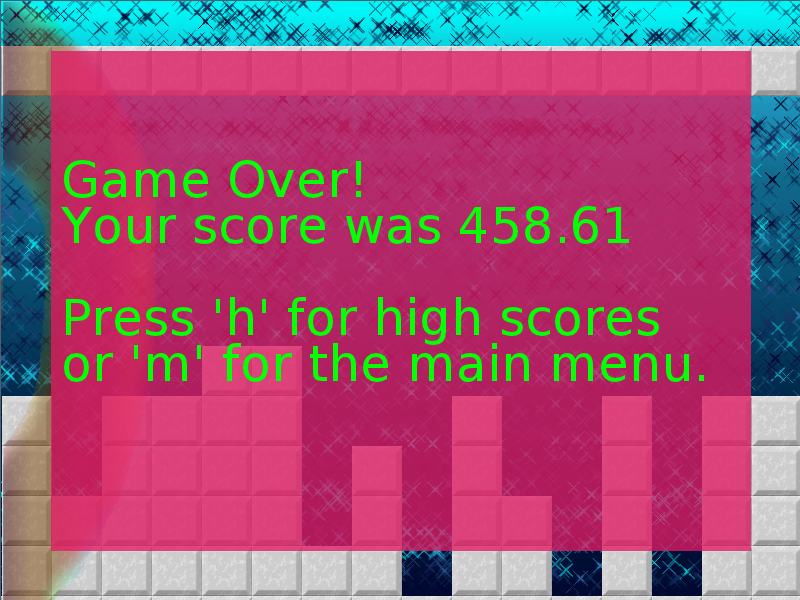 Game Over!
Your score was 458.61
Press 'h' for high scores
or 'm' for the main menu.